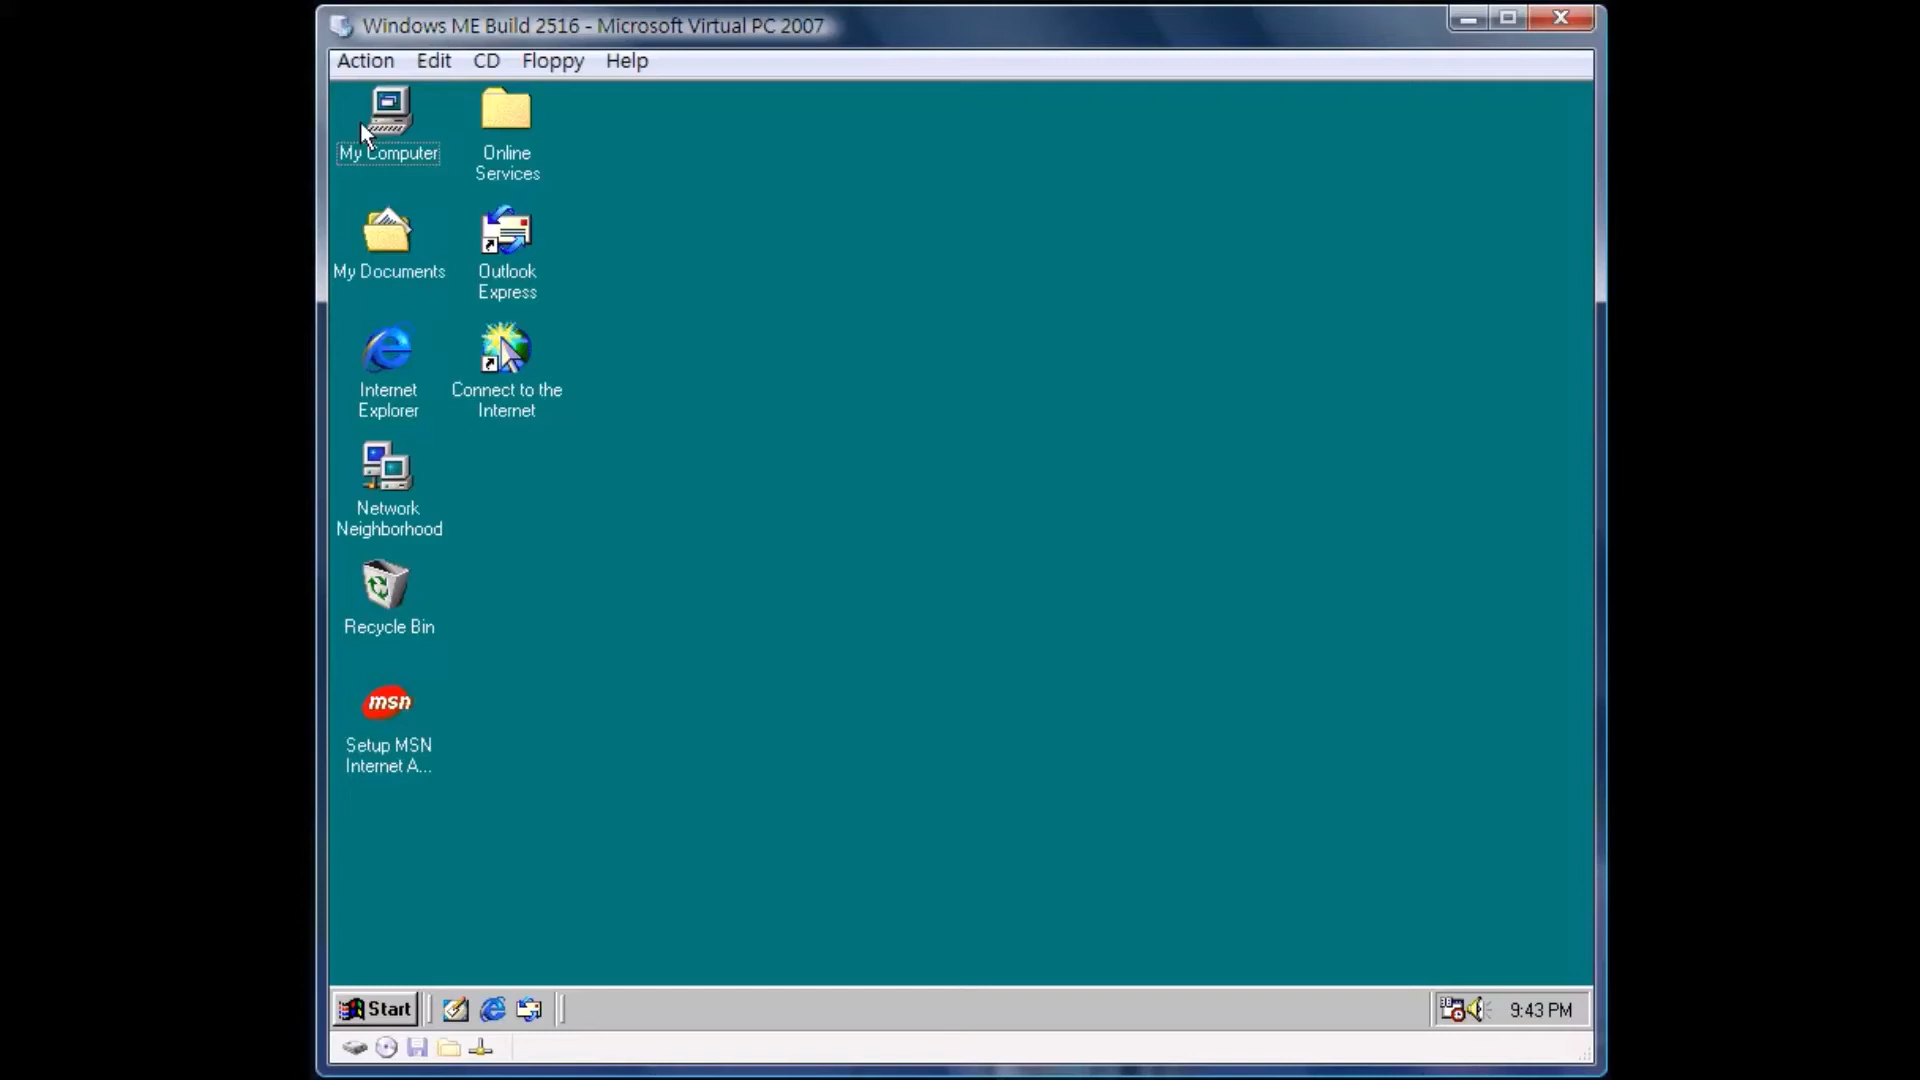 Windows ME Build 2516 - Microsoft Virtual PC 2007
Action Edit CD Floppy Help
My Computer
Online
Services
My Documents
Outlook
Express
Internet
Explorer
Connect to the
Internet
Network
Neighborhood
Recycle Bin
msn
Setup MSN
Internet A...
Start
9:43 PM